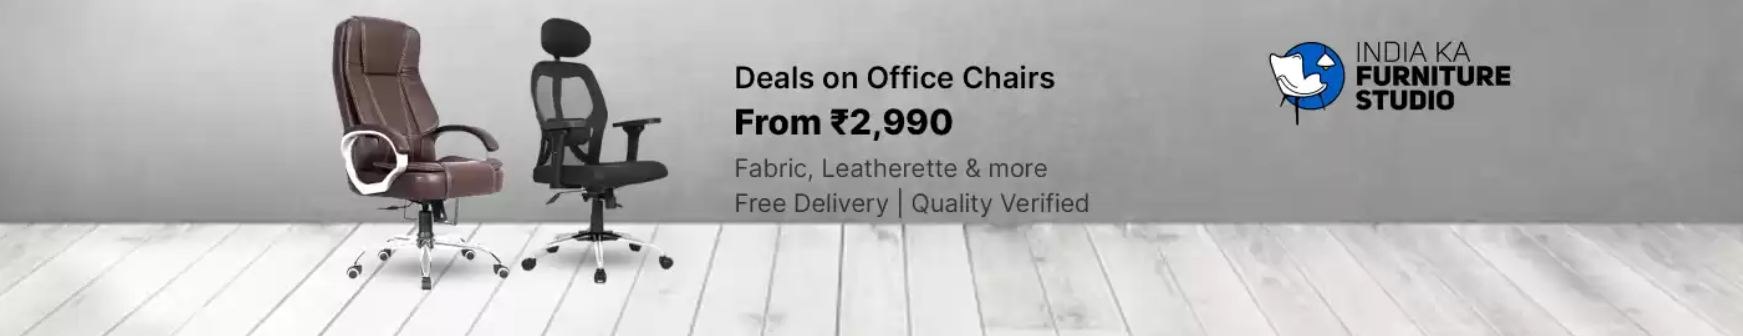 Deals on Office Chairs
From ₹2,990
Fabric, Leatherette & more
Free Delivery | Quality Verified
INDIA KA
FURNITURE
STUDIO